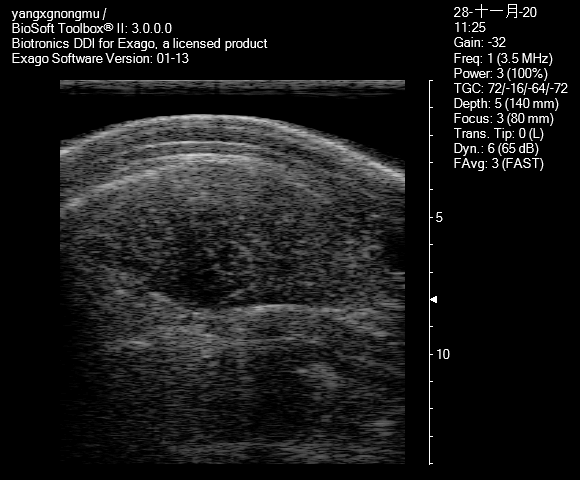 yangxgnongmu /
BioSoft Toolbox® II: 3.0.0.0
Biotronics DDI for Exago, a licensed product
Exago Software Version: 01-13
28-十一月-20
11:25
Gain: -32
Freq: 1 (3.5 MHz)
Power: 3 (100%)
TGC: 72/-16/-64/-72
Depth: 5 (140 mm)
Focus: 3 (80 mm)
Trans. Tip: 0 (L)
Dyn.: 6 (65 dB)
FAvg: 3 (FAST)
5
10